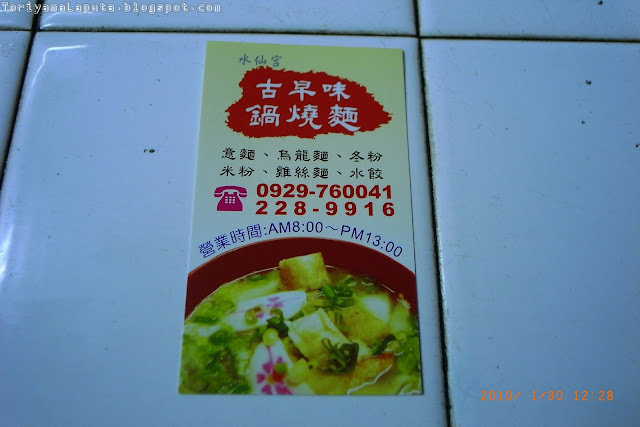 Toriyamalaputa.blogspot.com
水仙宮
古早味
鍋燒麵
意麵、烏龍麵、冬粉
米粉、雞絲麵、水餃
0929-760041
228-9916
營業時間:AM8:00～PM13:00
2010/ 1/30 12:28